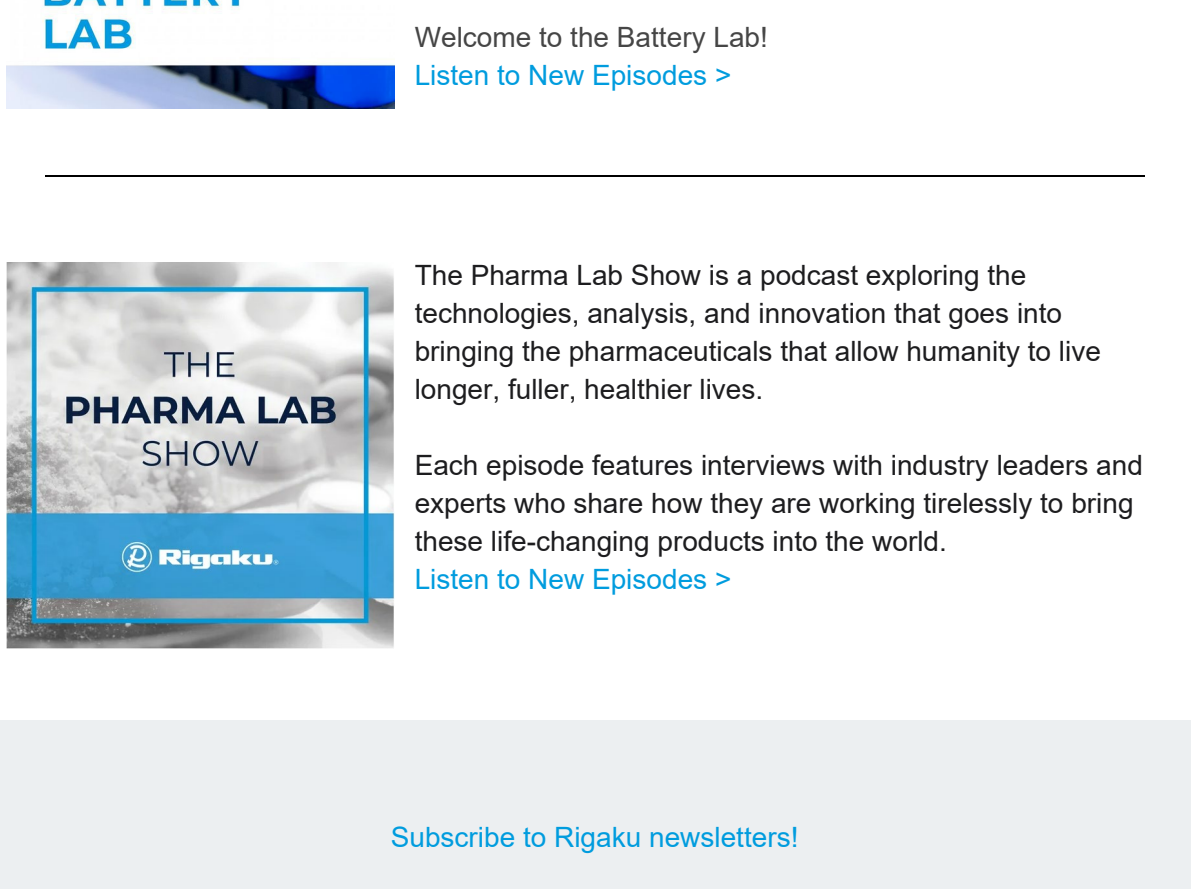 BATTERY
LAB
Welcome to the Battery Lab!
Listen to New Episodes >
THE
PHARMA LAB
SHOW
Rigaku
The Pharma Lab Show is a podcast exploring the
technologies, analysis, and innovation that goes into
bringing the pharmaceuticals that allow humanity to live
longer, fuller, healthier lives.
Each episode features interviews with industry leaders and
experts who share how they are working tirelessly to bring
these life-changing products into the world.
Listen to New Episodes >
Subscribe to Rigaku newsletters!